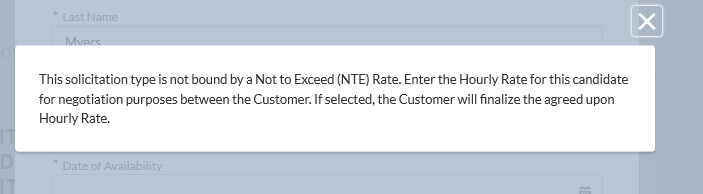 * Last Name
Myers
This solicitation type is not bound by a Not to Exceed (NTE) Rate. Enter the Hourly Rate for this candidate
for negotiation purposes between the Customer. If selected, the Customer will finalize the agreed upon
Hourly Rate.
* Date of Availability